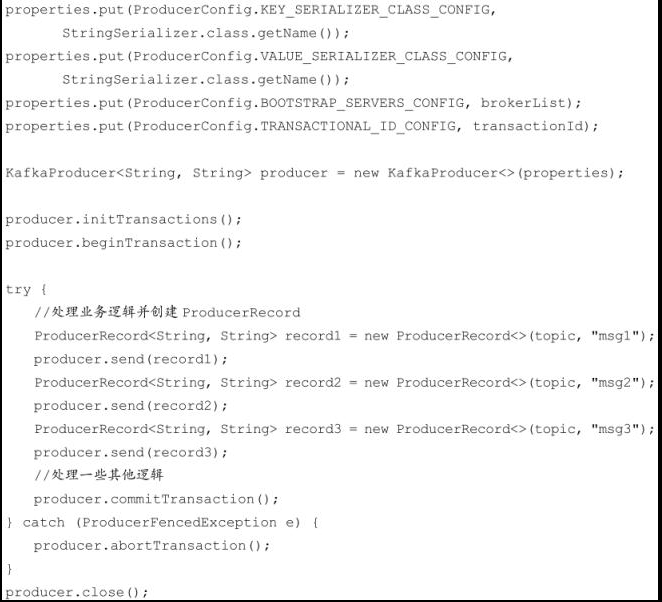 properties.put(ProducerConfig.KEY_SERIALIZER_CLASS_CONFIG,
StringSerializer.class.getName());
properties.put(ProducerConfig.VALUE_SERIALIZER_CLASS_CONFIG,
StringSerializer.class.getName());
properties.put(ProducerConfig.BOOTSTRAP_SERVERS_CONFIG, brokerList);
properties.put(ProducerConfig.TRANSACTIONAL_ID_CONFIG, transactionId);
KafkaProducer<String, String> producer = new KafkaProducer<>(properties);
producer.initTransactions();
producer.beginTransaction();
try {
//处理业务逻辑并创建 ProducerRecord
ProducerRecord<String, String> record1 = new ProducerRecord<>(topic, "msg1");
producer.send(record1);
ProducerRecord<String, String> record2 = new ProducerRecord<>(topic, "msg2");
producer.send(record2);
ProducerRecord<String, String> record3 = new ProducerRecord<>(topic, "msg3");
producer.send(record3);
//处理一些其他逻辑
producer.commitTransaction();
} catch (ProducerFencedException e) {
producer.abortTransaction();
}
producer.close();